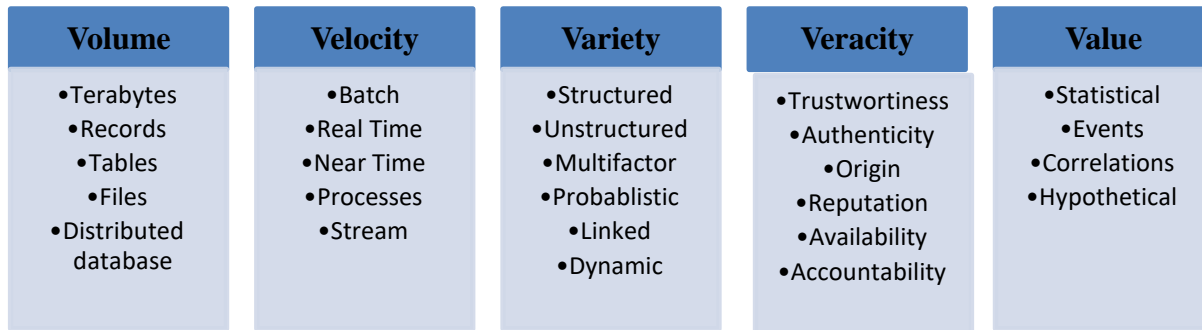 Volume
•Terabytes
•Records
•Tables
•Files
•Distributed
database
Velocity
•Batch
•Real Time
•Near Time
•Processes
•Stream
Variety
•Structured
•Unstructured
•Multifactor
•Probablistic
•Linked
•Dynamic
Veracity
•Trustwortiness
•Authenticity
•Origin
•Reputation
•Availability
•Accountability
Value
•Statistical
•Events
•Correlations
•Hypothetical